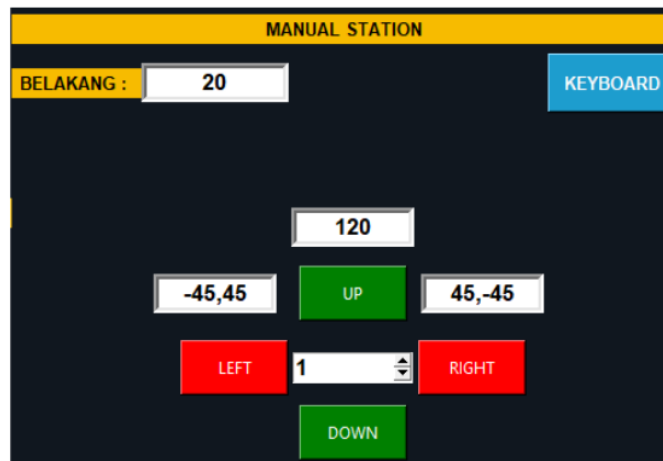 MANUAL STATION
BELAKANG : 20 KEYBOARD
120
-45,45 UP 45,-45
LEFT 1 RIGHT
DOWN